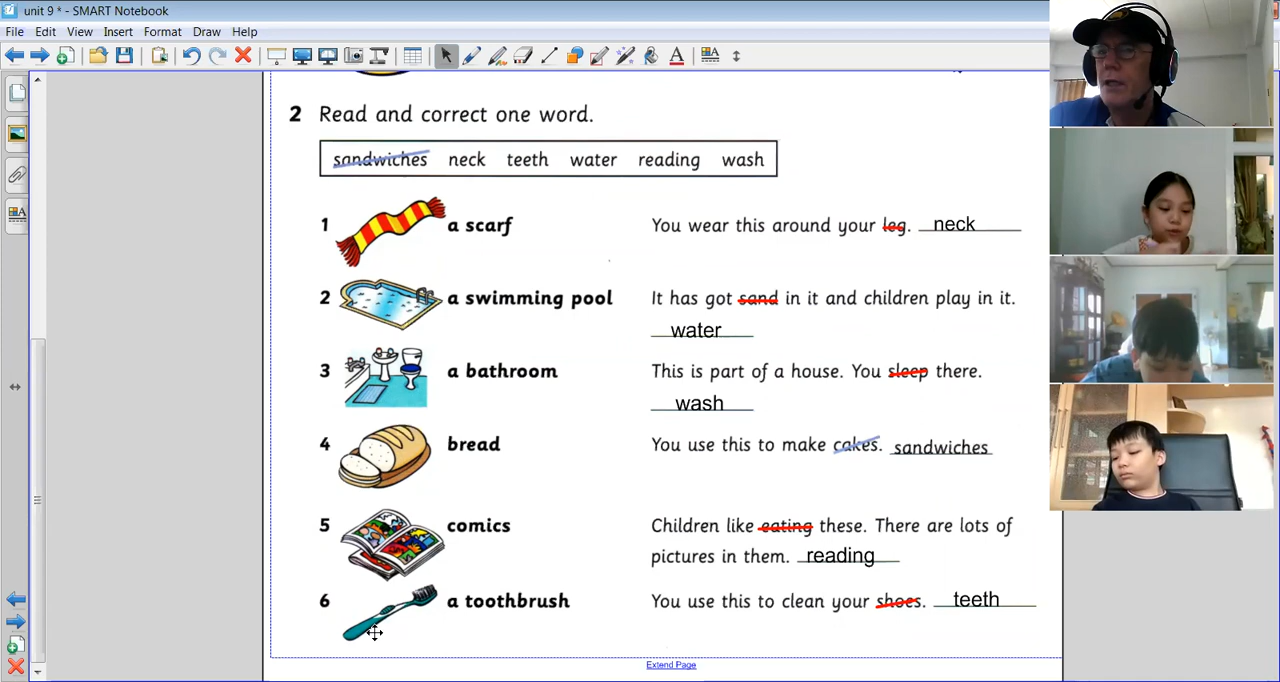 unit 9 * - SMART Notebook
File Edit View Insert Format Draw Help
2 Read and correct one word.
sandwiches neck teeth water reading wash
1 a scarf You wear this around your leg. neck
2 a swimming pool It has got sand in it and children play in it.
water
3 a bathroom This is part of a house. You sleep there.
wash
4 bread You use this to make cakes. sandwiches
5 comics Children like eating these. There are lots of
pictures in them. reading
6 a toothbrush You use this to clean your shoes. teeth
Extend Page